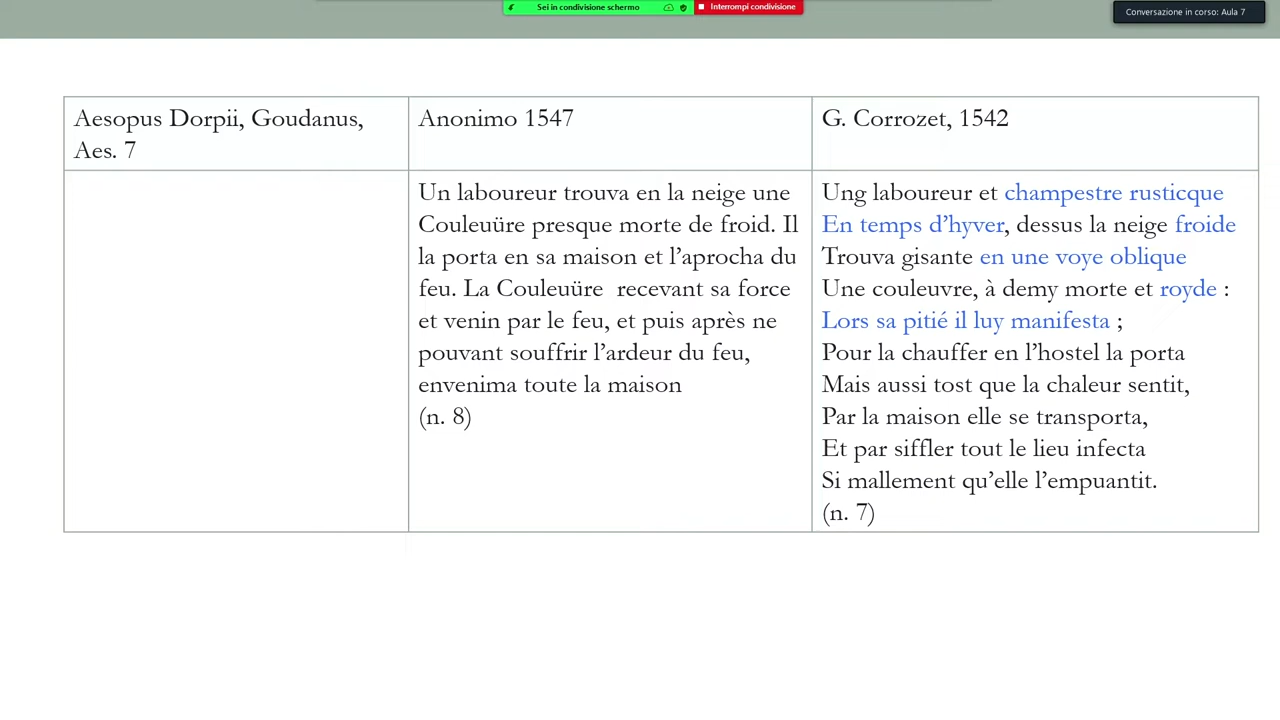 Sei in condivisione schermo
Interrompi condivisione
Conversazione in corso: Aula 7
Aesopus Dorpii, Goudanus,
Aes. 7
Anonimo 1547
G. Corrozet, 1542
Un laboureur trouva en la neige une
Couleuüre presque morte de froid. Il
la porta en sa maison et l’aprocha du
feu. La Couleuüre recevant sa force
et venin par le feu, et puis après ne
pouvant souffrir l’ardeur du feu,
envenima toute la maison
(n. 8)
Ung laboureur et champestre rusticque
En temps d’hyver, dessus la neige froide
Trouva gisante en une voye oblique
Une couleuvre, à demy morte et royde :
Lors sa pitié il luy manifesta ;
Pour la chauffer en l’hostel la porta
Mais aussi tost que la chaleur sentit,
Par la maison elle se transporta,
Et par siffler tout le lieu infecta
Si mallement qu’elle l’empuantit.
(n. 7)